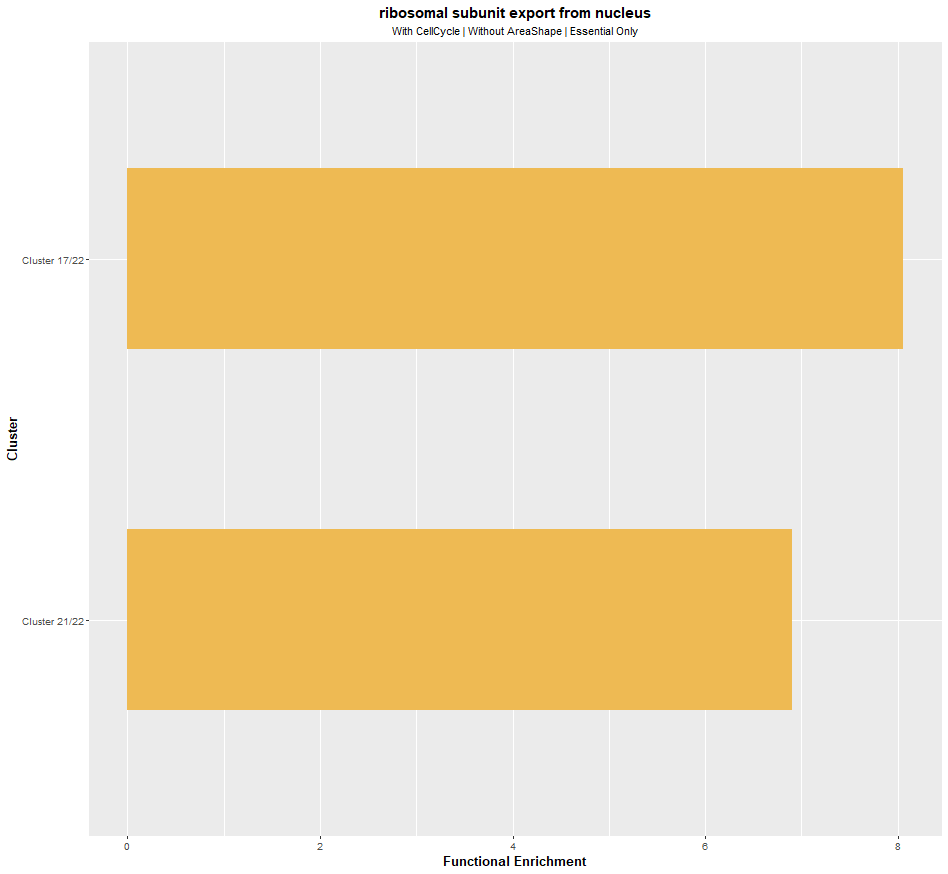 ribosomal subunit export from nucleus
With CellCycle | Without AreaShape | Essential Only
Cluster
Cluster 17/22
Cluster 21/22
0 2 4 6 8
Functional Enrichment